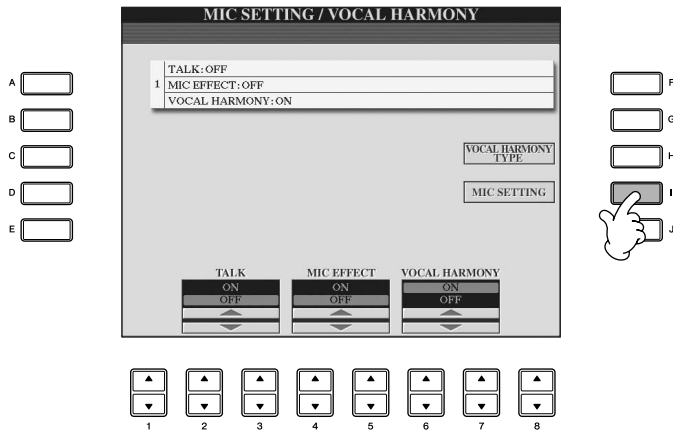 MIC SETTING / VOCAL HARMONY
TALK:OFF
1 MIC EFFECT:OFF
VOCAL HARMONY:ON
A
B
C
D
E
F
G
H
I
J
VOCAL HARMONY
TYPE
MIC SETTING
TALK MIC EFFECT VOCAL HARMONY
ON ON ON
OFF OFF OFF
1 2 3 4 5 6 7 8